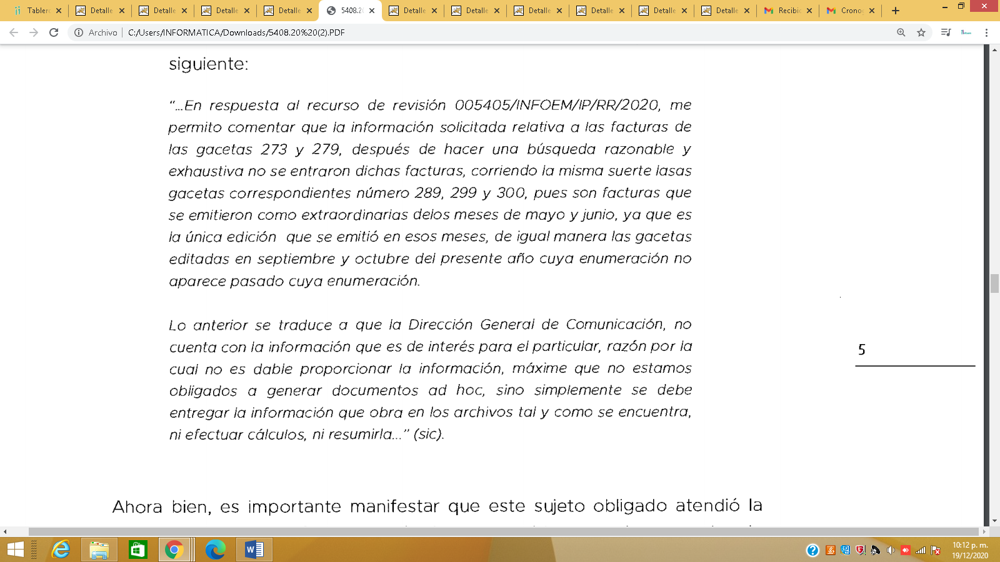 Tablero
Detalle
Detalle
Detalle
Detalle
5408.20
Detalle
Detalle
Detalle
Detalle
Detalle
Detalle
Recibid
Crono
Archivo | C:/Users/INFORMATICA/Downloads/5408.20%20(2).PDF
siguiente:
“...En respuesta al recurso de revisión 005405/INFOEM/IP/RR/2020, me
permito comentar que la información solicitada relativa a las facturas de
las gacetas 273 y 279, después de hacer una búsqueda razonable y
exhaustiva no se entraron dichas facturas, corriendo la misma suerte lasas
gacetas correspondientes número 289, 299 y 300, pues son facturas que
se emitieron como extraordinarias delos meses de mayo y junio, ya que es
la única edición que se emitió en esos meses, de igual manera las gacetas
editadas en septiembre y octubre del presente año cuya enumeración no
aparece pasado cuya enumeración.
Lo anterior se traduce a que la Dirección General de Comunicación, no
cuenta con la información que es de interés para el particular, razón por la
cual no es dable proporcionar la información, máxime que no estamos
obligados a generar documentos ad hoc, sino simplemente se debe
entregar la información que obra en los archivos tal y como se encuentra,
ni efectuar cálculos, ni resumirla...” (sic).
5
Ahora bien, es importante manifestar que este sujeto obligado atendió la
10:12 p. m.
19/12/2020